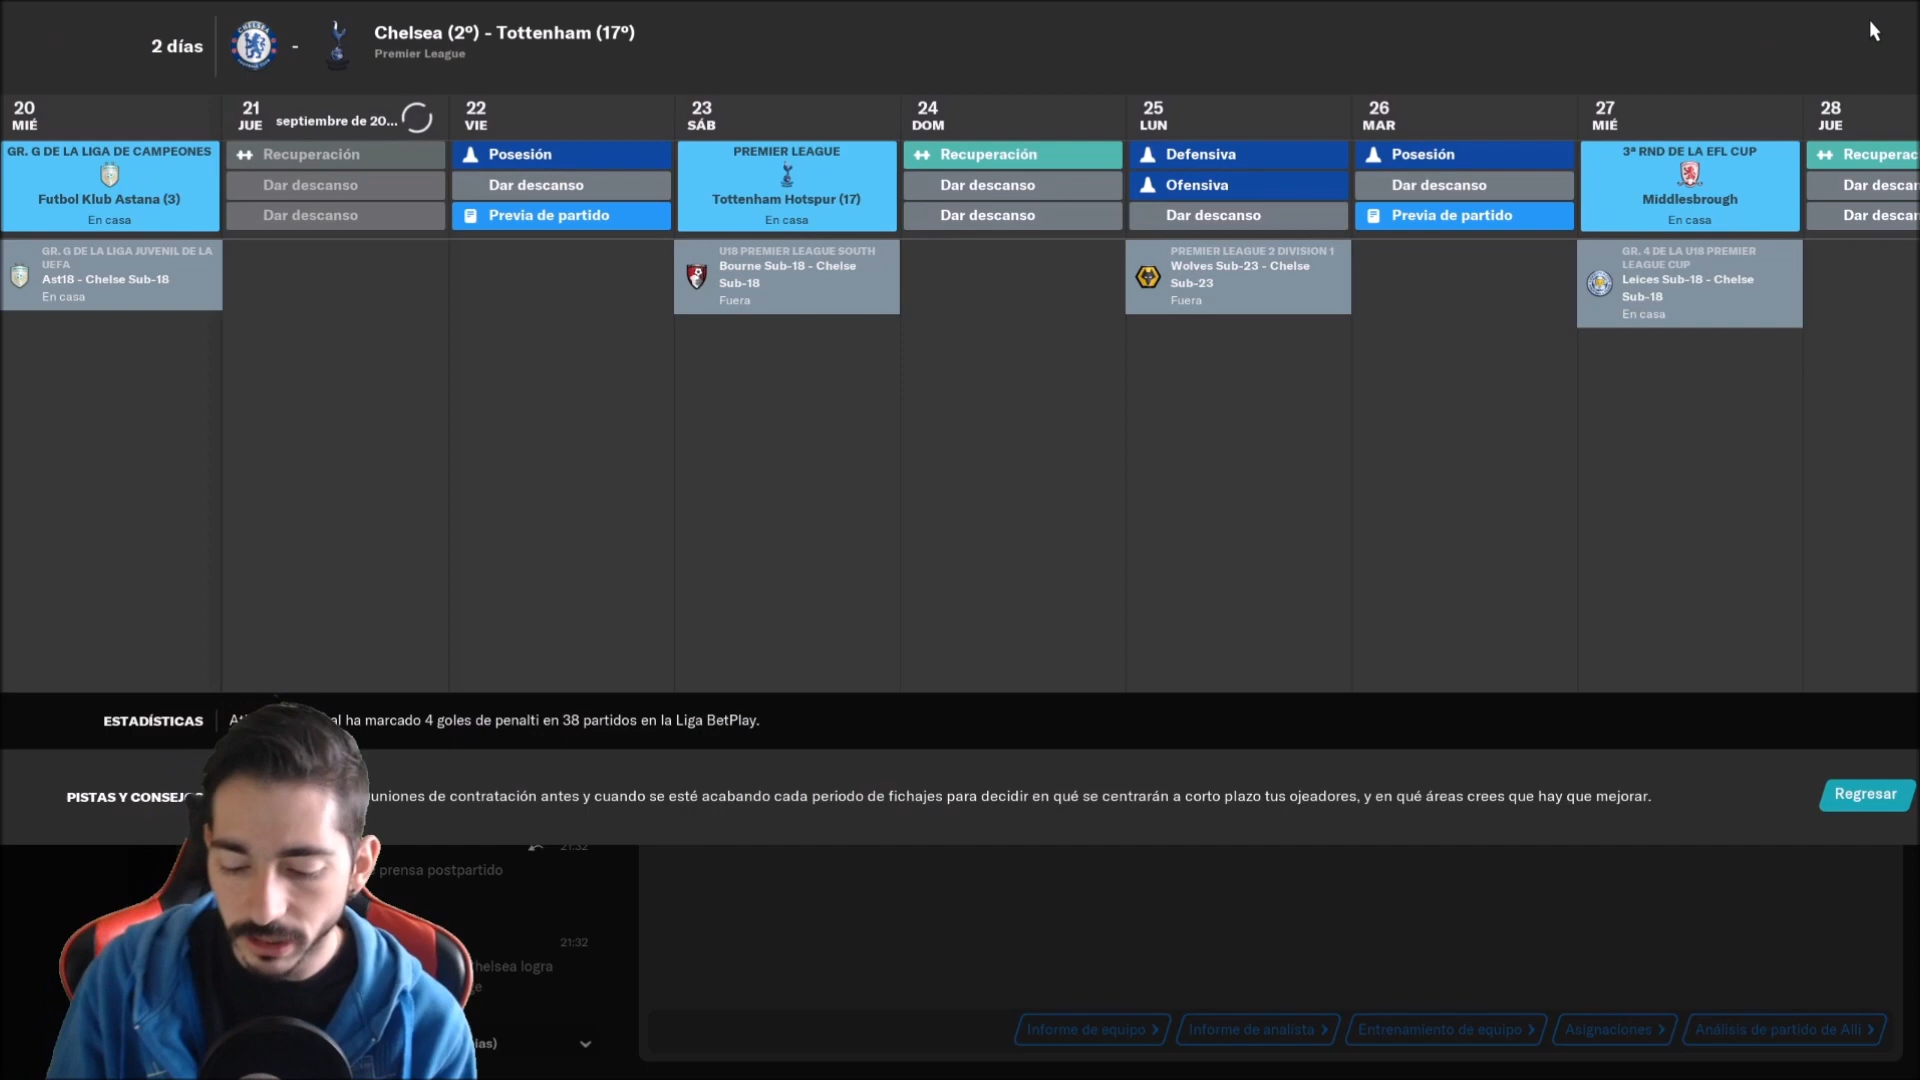 2 días
-
Chelsea (2º) - Tottenham (17º)
Premier League
20
MIÉ
21
JUE
septiembre de 20...
22
VIE
23
SÁB
24
DOM
25
LUN
26
MAR
27
MIÉ
28
JUE
GR. G DE LA LIGA DE CAMPEONES
Futbol Klub Astana (3)
En casa
Recuperación
Dar descanso
Dar descanso
Posesión
Dar descanso
Previa de partido
PREMIER LEAGUE
Tottenham Hotspur (17)
En casa
Recuperación
Dar descanso
Dar descanso
Defensiva
Ofensiva
Dar descanso
Posesión
Dar descanso
Previa de partido
3ª RND DE LA EFL CUP
Middlesbrough
En casa
Recuperac
Dar descan
Dar descan
GR. G DE LA LIGA JUVENIL DE LA
UEFA
Ast18 - Chelse Sub-18
En casa
U18 PREMIER LEAGUE SOUTH
Bourne Sub-18 - Chelse
Sub-18
Fuera
PREMIER LEAGUE 2 DIVISION 1
Wolves Sub-23 - Chelse
Sub-23
Fuera
GR. 4 DE LA U18 PREMIER
LEAGUE CUP
Leices Sub-18 - Chelse
Sub-18
En casa
ESTADÍSTICAS
al ha marcado 4 goles de penalti en 38 partidos en la Liga BetPlay.
PISTAS Y CONSEJOS
uniones de contratación antes y cuando se esté acabando cada periodo de fichajes para decidir en qué se centrarán a corto plazo tus ojeadores, y en qué áreas crees que hay que mejorar.
Regresar
21:32
prensa postpartido
21:32
helsea logra
e
ias)
Informe de equipo
Informe de analista
Entrenamiento de equipo
Asignaciones
Análisis de partido de Alli